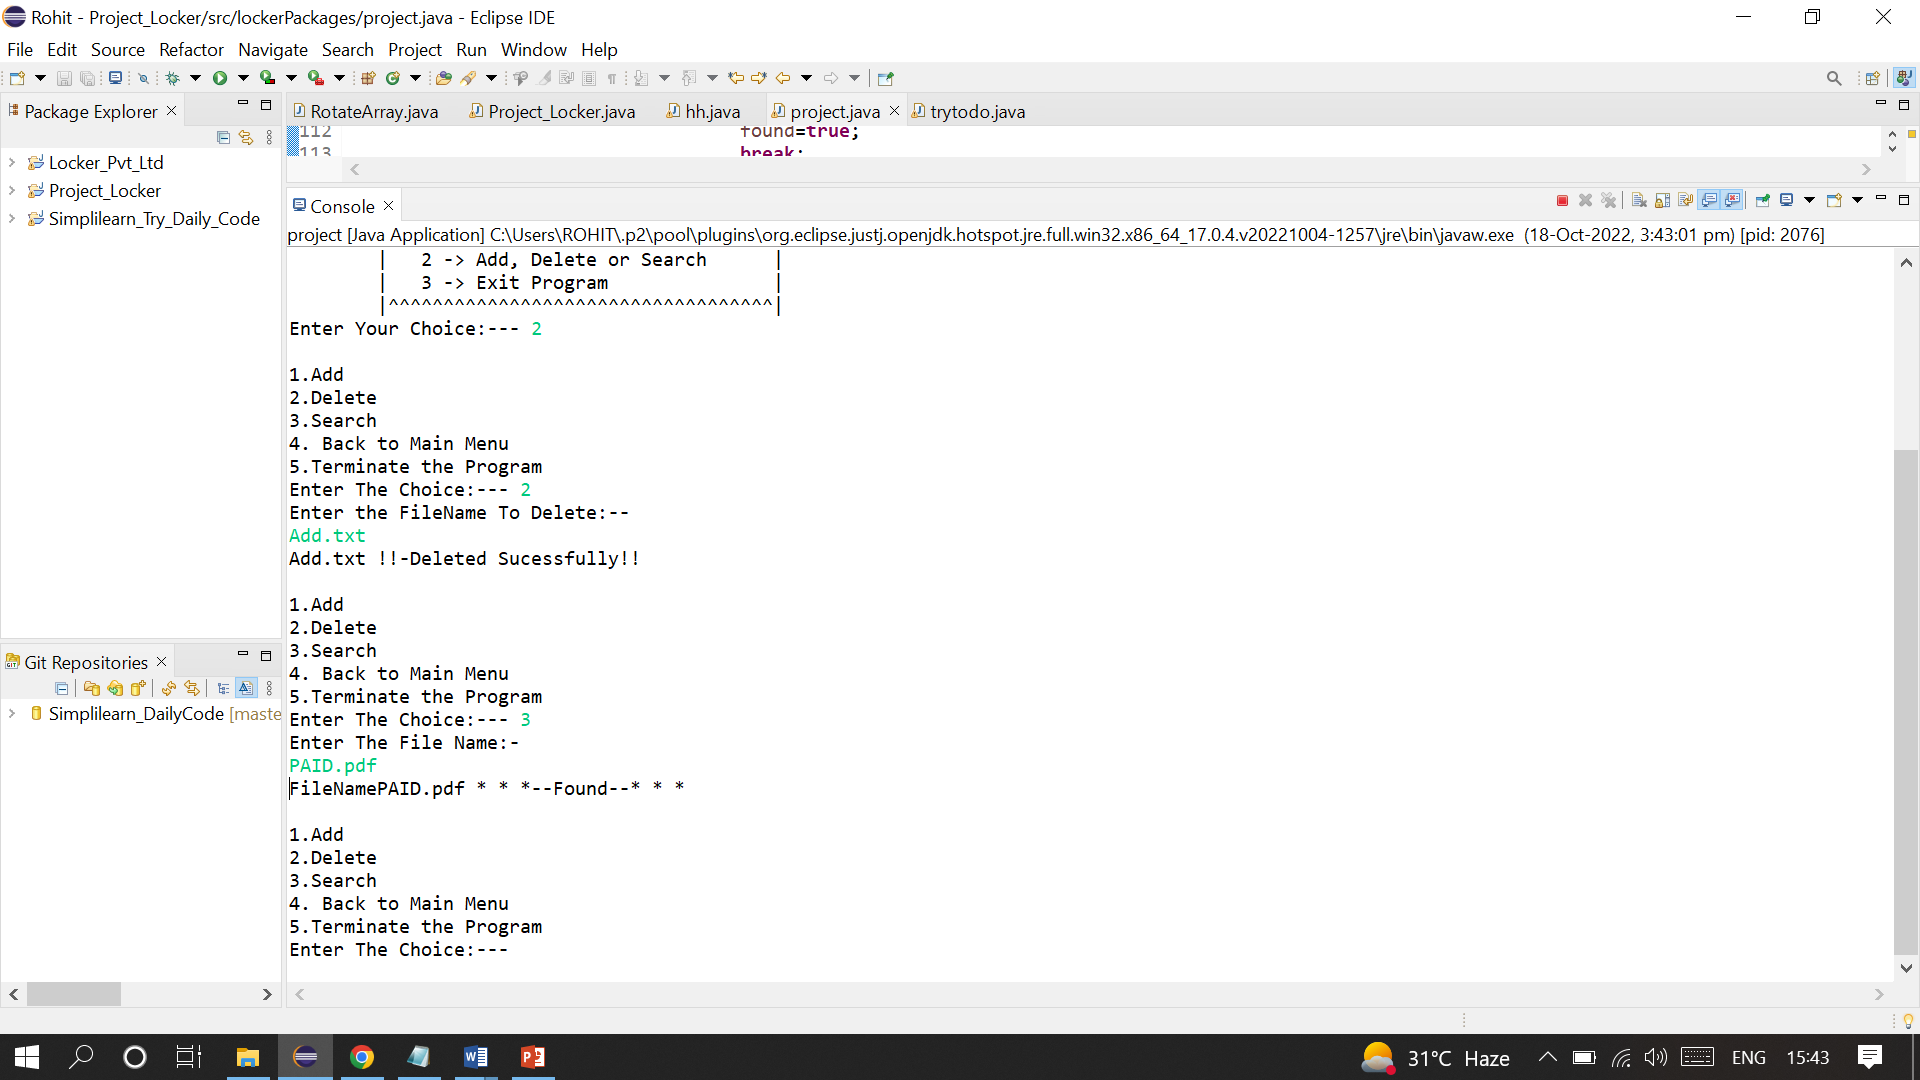 Rohit - Project_Locker/src/lockerPackages/project.java - Eclipse IDE
File Edit Source Refactor Navigate Search Project Run Window Help
Package Explorer
Locker_Pvt_Ltd
Project_Locker
Simplilearn_Try_Daily_Code
Git Repositories
Simplilearn_DailyCode [maste
RotateArray.java Project_Locker.java hh.java project.java trytodo.java
112 found=true;
113 break;
Console
project [Java Application] C:\Users\ROHIT\.p2\pool\plugins\org.eclipse.justj.openjdk.hotspot.jre.full.win32.x86_64_17.0.4.v20221004-1257\jre\bin\javaw.exe (18-Oct-2022, 3:43:01 pm) [pid: 2076]
| 2 -> Add, Delete or Search |
| 3 -> Exit Program |
|^^^^^^^^^^^^^^^^^^^^^^^^^^^^^^^^^^^|
Enter Your Choice:--- 2
1.Add
2.Delete
3.Search
4. Back to Main Menu
5.Terminate the Program
Enter The Choice:--- 2
Enter the FileName To Delete:--
Add.txt
Add.txt !!-Deleted Sucessfully!!
1.Add
2.Delete
3.Search
4. Back to Main Menu
5.Terminate the Program
Enter The Choice:--- 3
Enter The File Name:-
PAID.pdf
FileNamePAID.pdf * * *--Found--* * *
1.Add
2.Delete
3.Search
4. Back to Main Menu
5.Terminate the Program
Enter The Choice:---
31°C Haze ENG 15:43